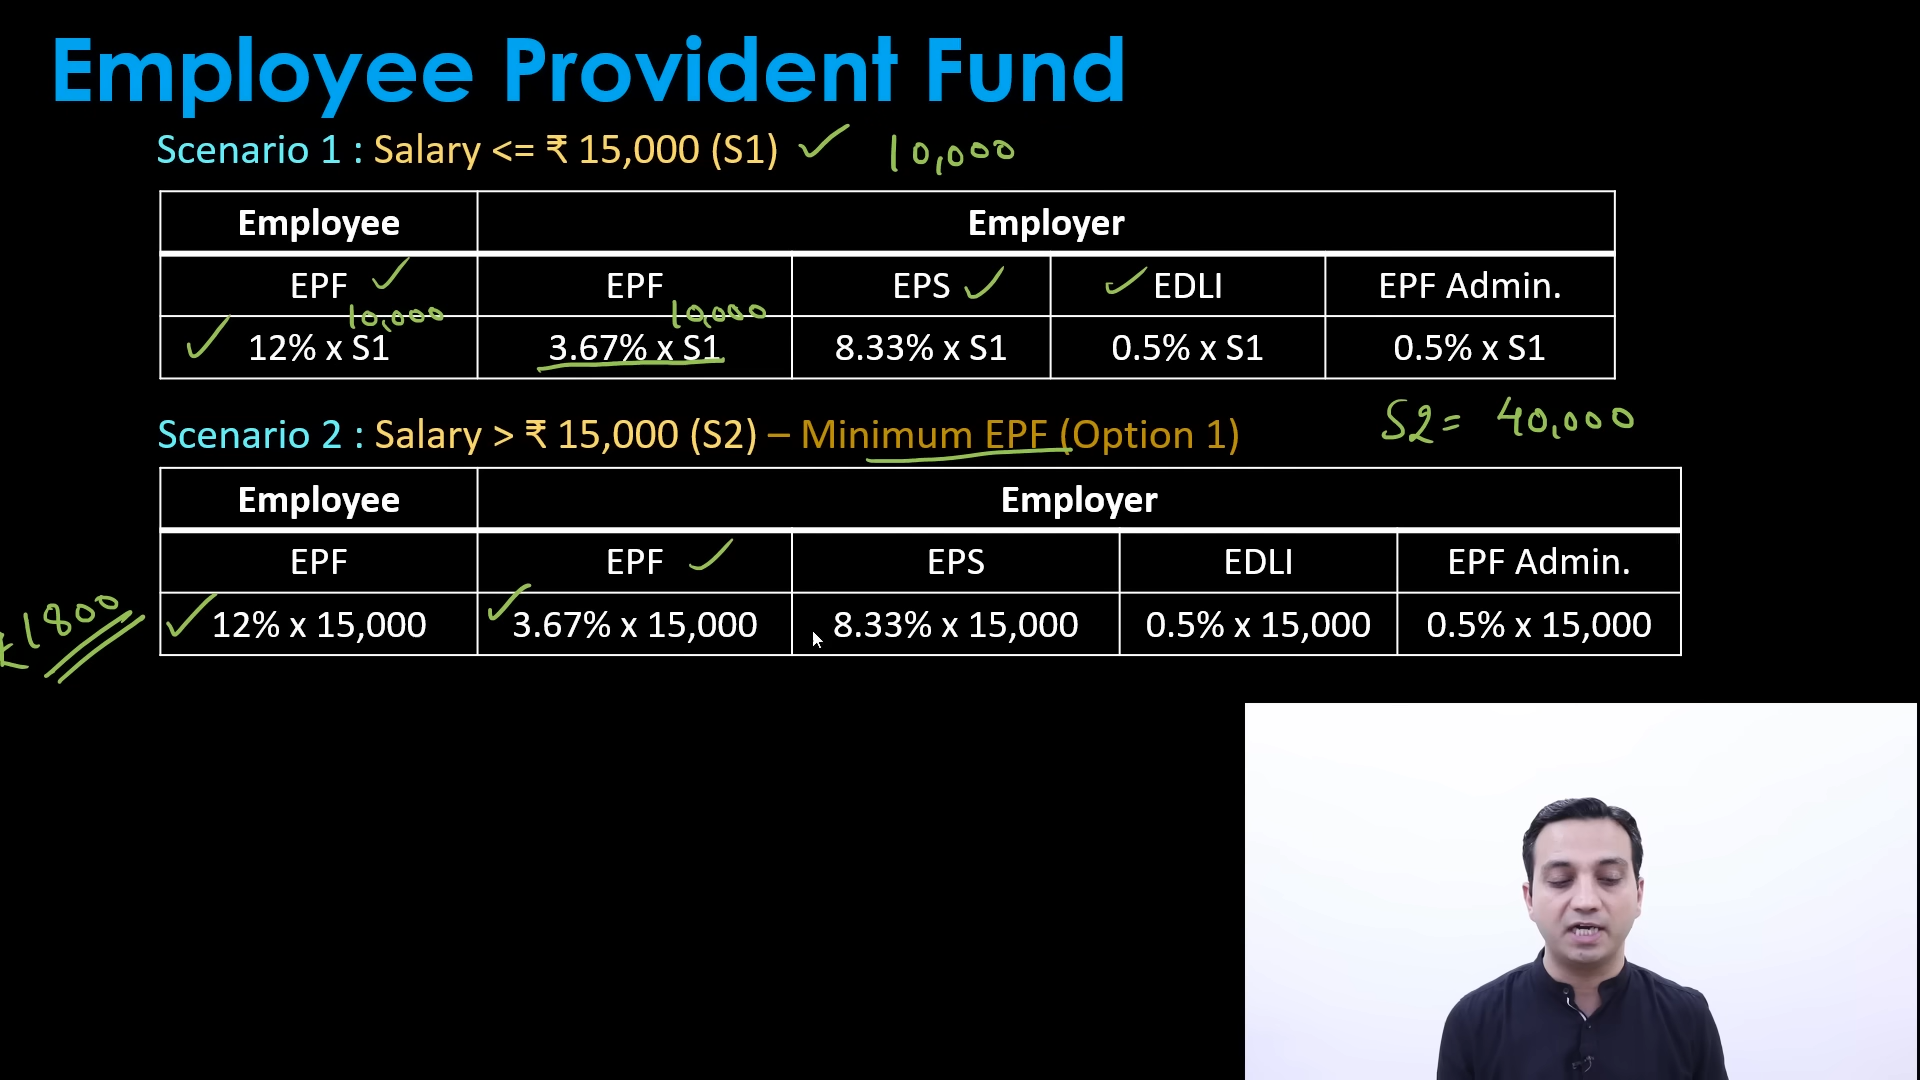 Employee Provident Fund
Scenario 1 : Salary <= ₹ 15,000 (S1) ✓ 10,000
Employee Employer
EPF ✓ EPF EPS ✓ ✓ EDLI EPF Admin.
10,000 10,000
✓ 12% x S1 3.67% x S1 8.33% x S1 0.5% x S1 0.5% x S1
Scenario 2 : Salary > ₹ 15,000 (S2) – Minimum EPF (Option 1) S2= 40,000
Employee Employer
EPF EPF ✓ EPS EDLI EPF Admin.
₹1800 ✓ 12% x 15,000 ✓ 3.67% x 15,000 8.33% x 15,000 0.5% x 15,000 0.5% x 15,000